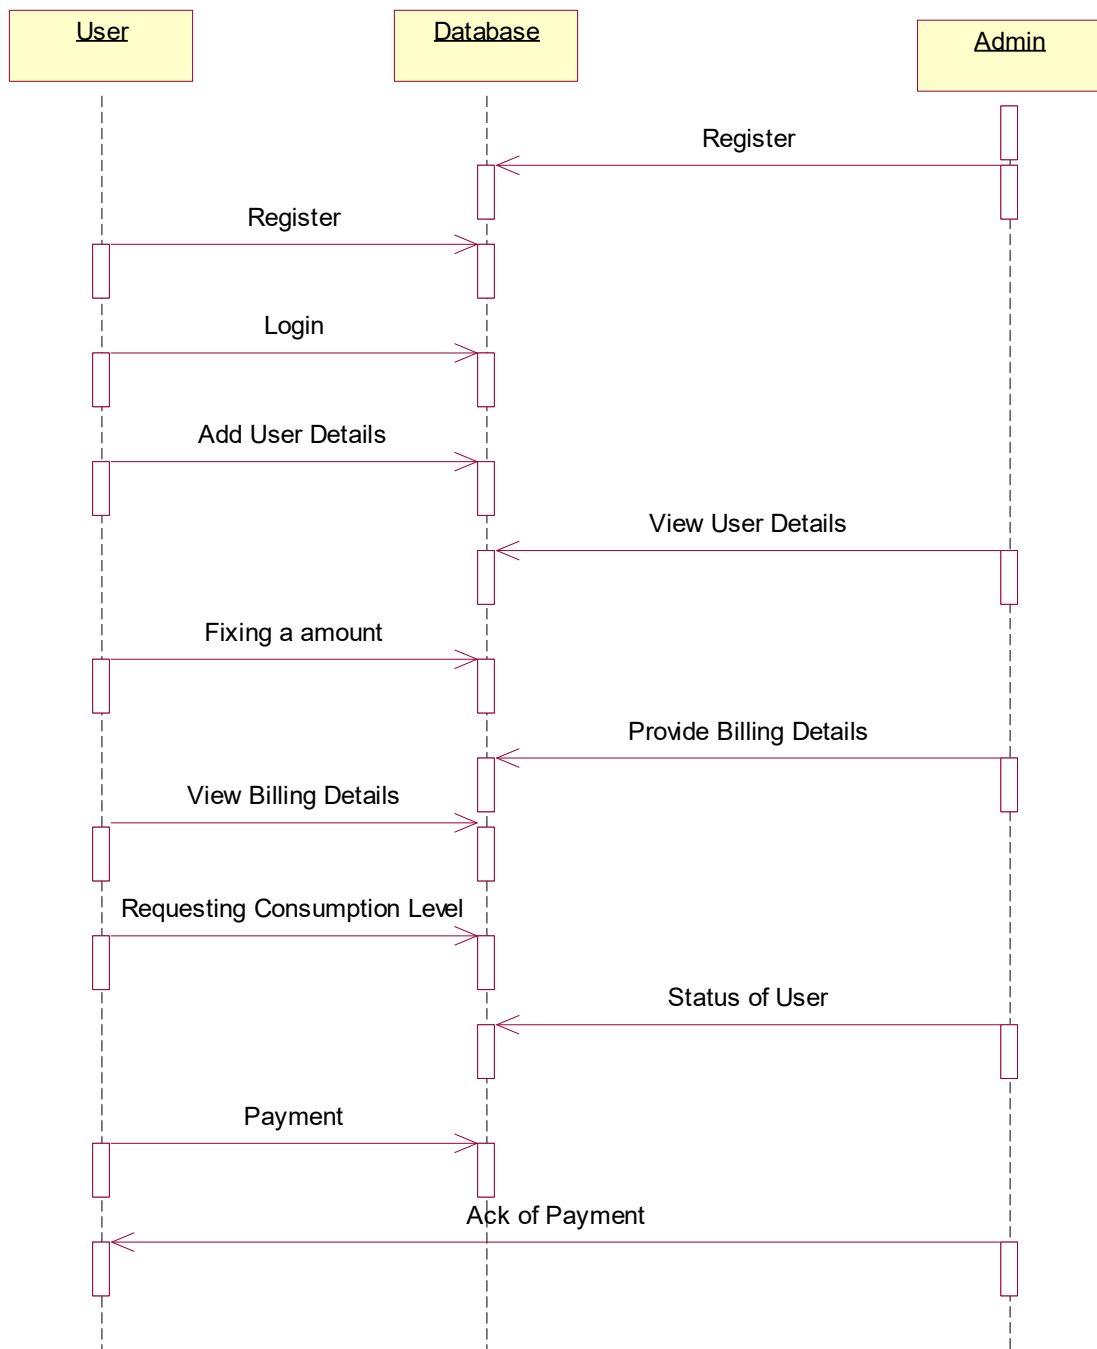 User
Database
Admin
Register
Register
Login
Add User Details
View User Details
Fixing a amount
Provide Billing Details
View Billing Details
Requesting Consumption Level
Status of User
Payment
Ack of Payment